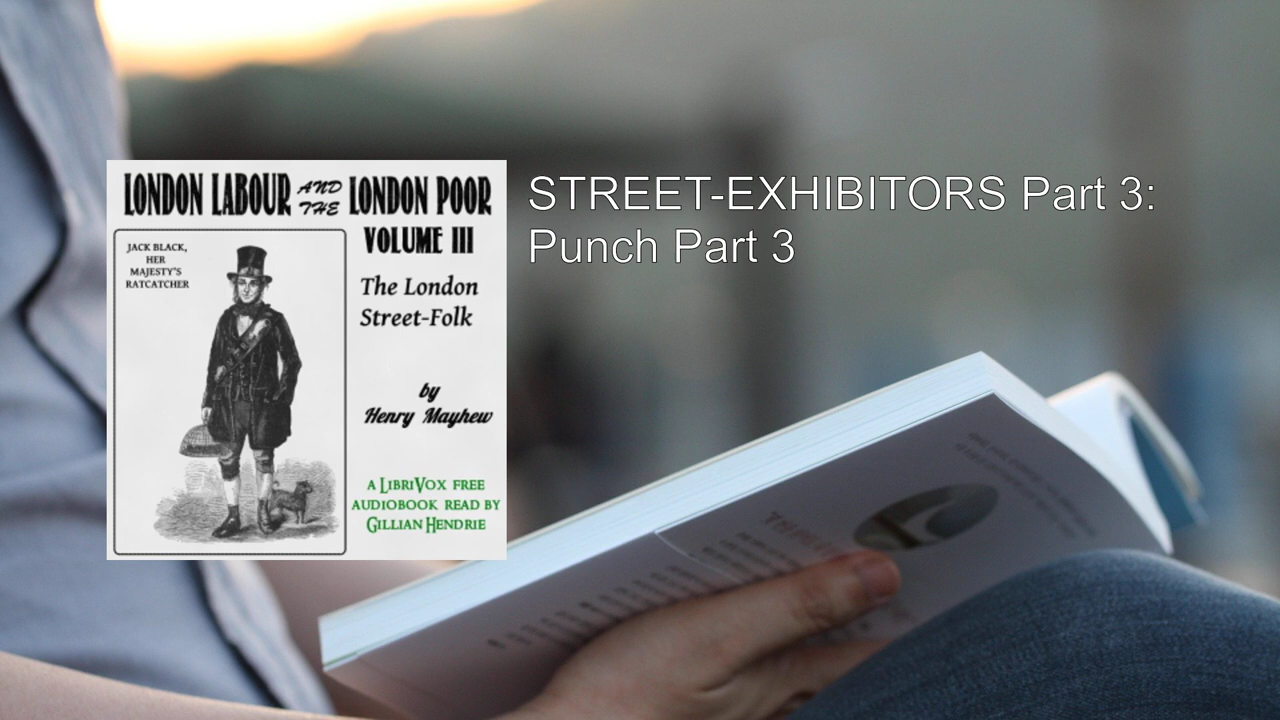 LONDON LABOUR AND THE LONDON POOR
VOLUME III
JACK BLACK,
HER
MAJESTY'S
RATCATCHER
The London
Street-Folk
by
Henry Mayhew
A LIBRIVOX FREE
AUDIOBOOK READ BY
GILLIAN HENDRIE
STREET-EXHIBITORS Part 3:
Punch Part 3